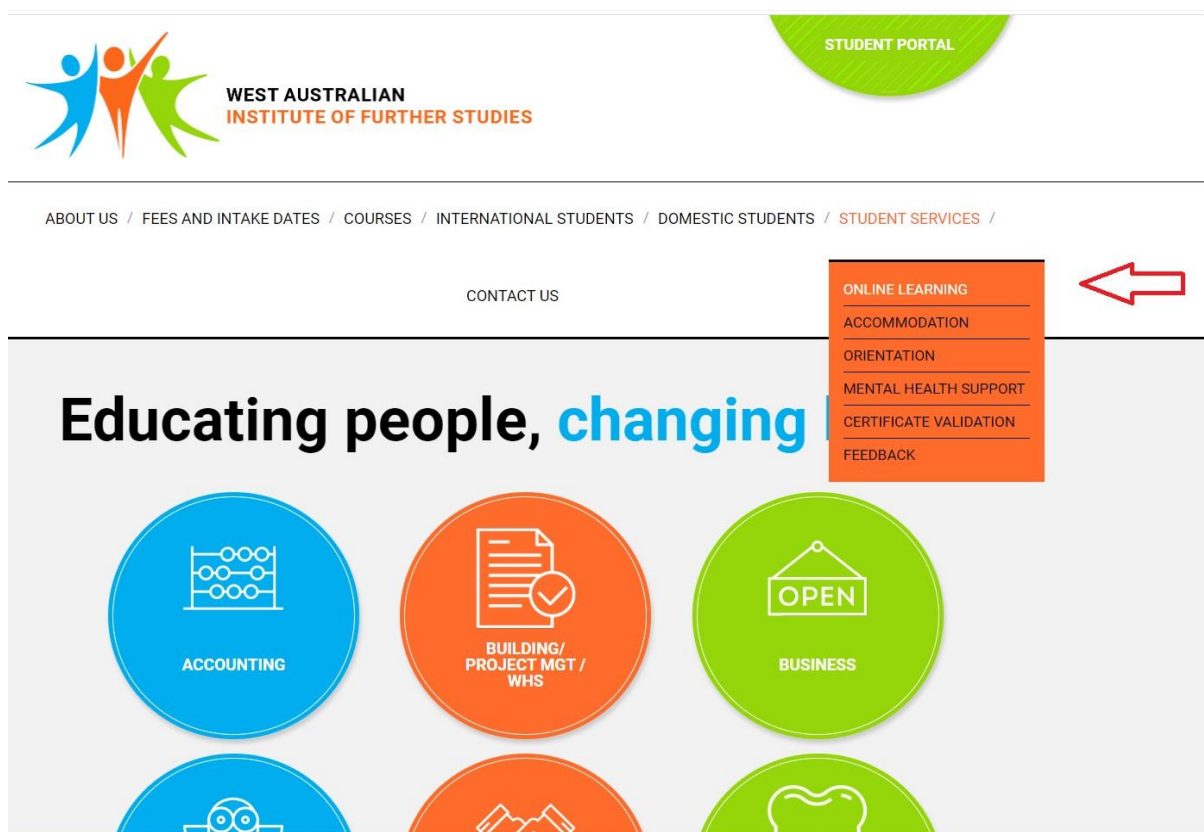 STUDENT PORTAL
WEST AUSTRALIAN
INSTITUTE OF FURTHER STUDIES
ABOUT US / FEES AND INTAKE DATES / COURSES / INTERNATIONAL STUDENTS / DOMESTIC STUDENTS / STUDENT SERVICES /
CONTACT US
ONLINE LEARNING
ACCOMMODATION
ORIENTATION
MENTAL HEALTH SUPPORT
CERTIFICATE VALIDATION
FEEDBACK
Educating people, changing
ACCOUNTING
BUILDING/
PROJECT MGT /
WHS
OPEN
BUSINESS